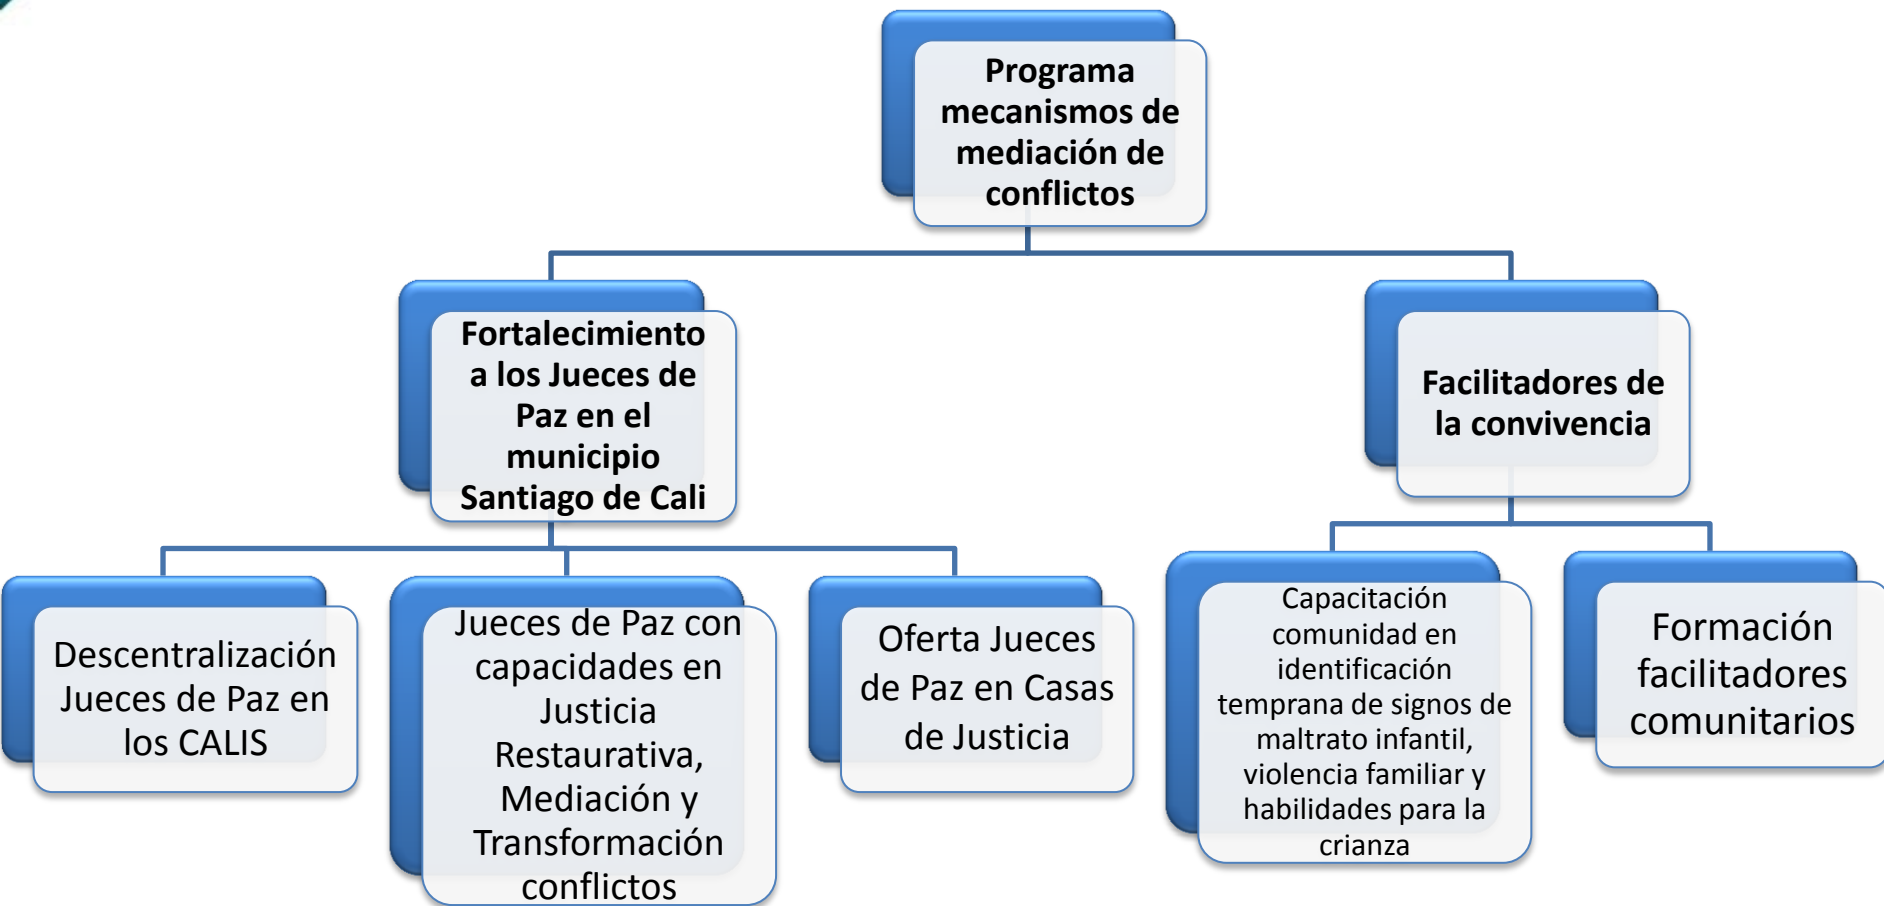 Programa
mecanismos de
mediación de
conflictos
Fortalecimiento
a los Jueces de
Paz en el
municipio
Santiago de Cali
Facilitadores de
la convivencia
Descentralización
Jueces de Paz en
los CALIS
Jueces de Paz con
capacidades en
Justicia
Restaurativa,
Mediación y
Transformación
conflictos
Oferta Jueces
de Paz en Casas
de Justicia
Capacitación
comunidad en
identificación
temprana de signos de
maltrato infantil,
violencia familiar y
habilidades para la
crianza
Formación
facilitadores
comunitarios